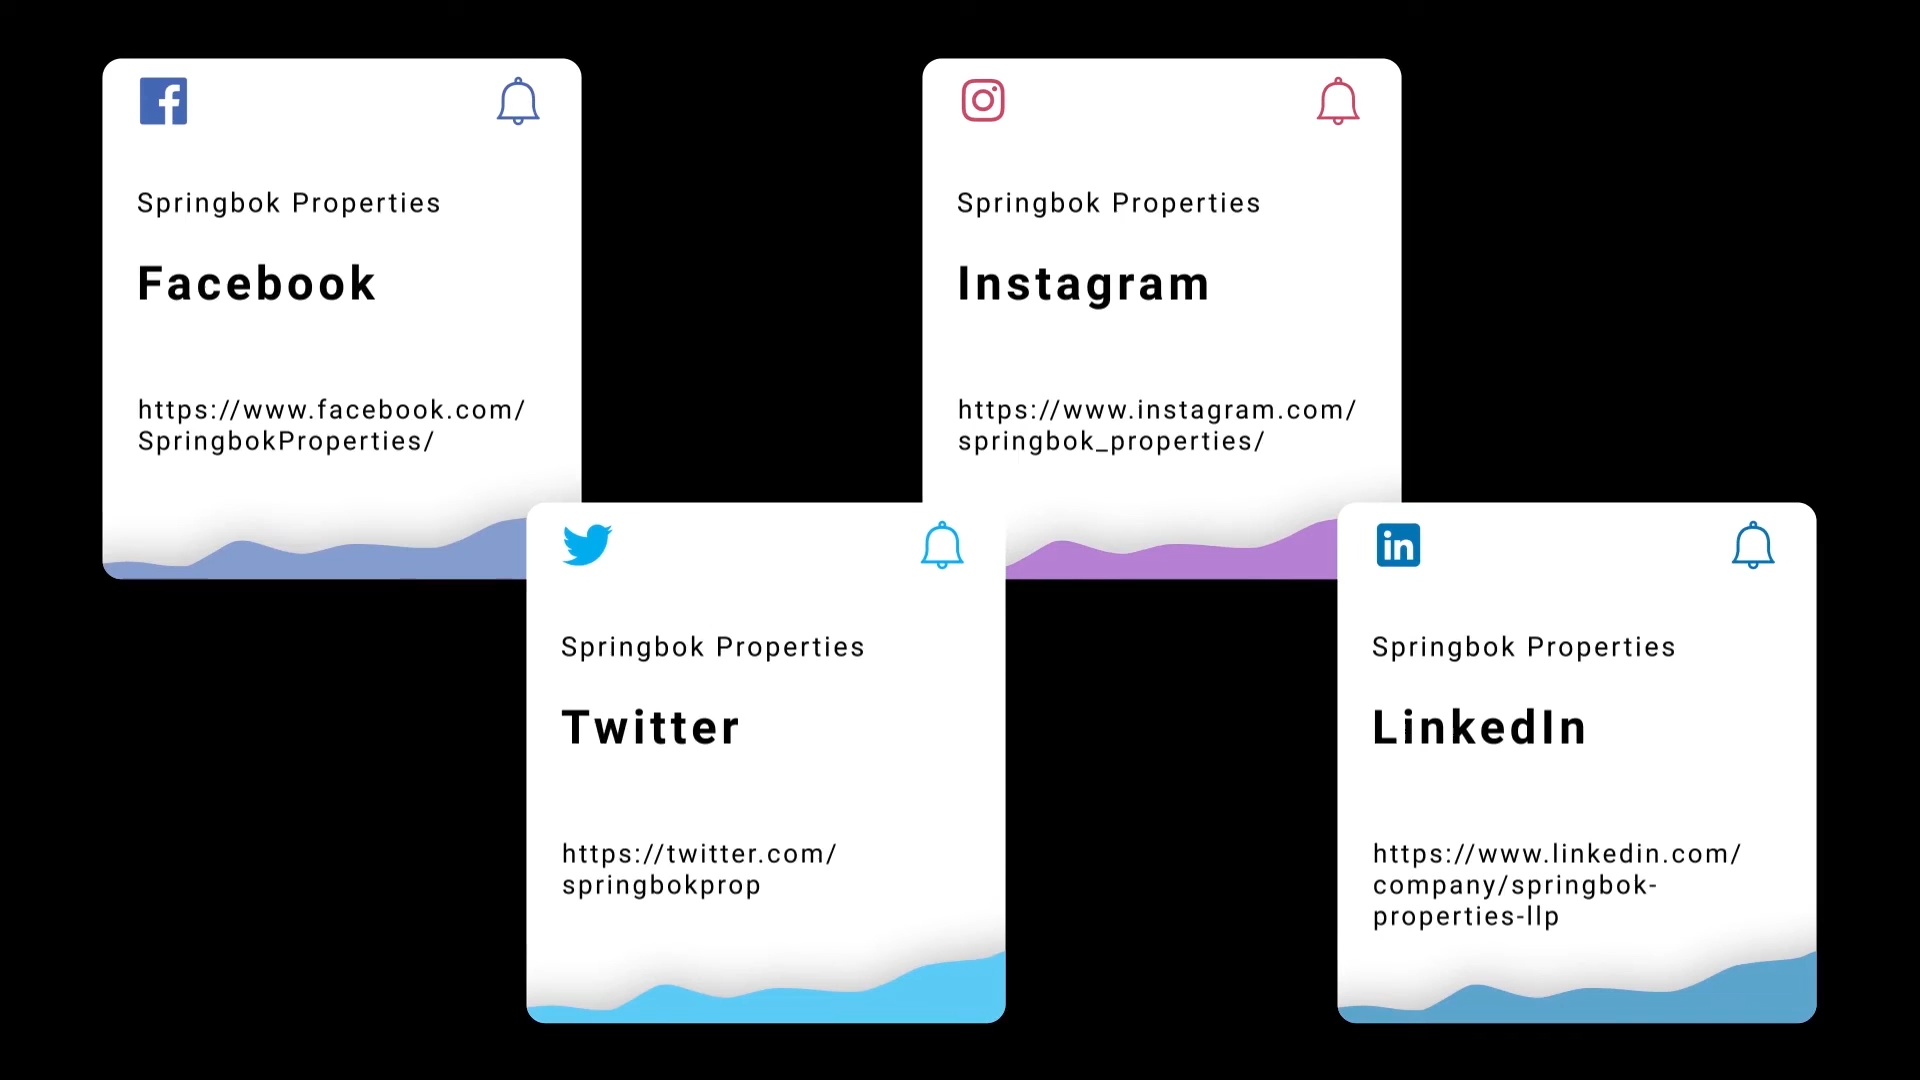 Springbok Properties
Facebook
https://www.facebook.com/
SpringbokProperties/
Springbok Properties
Instagram
https://www.instagram.com/
springbok_properties/
Springbok Properties
Twitter
https://twitter.com/
springbokprop
Springbok Properties
LinkedIn
https://www.linkedin.com/
company/springbok-
properties-llp